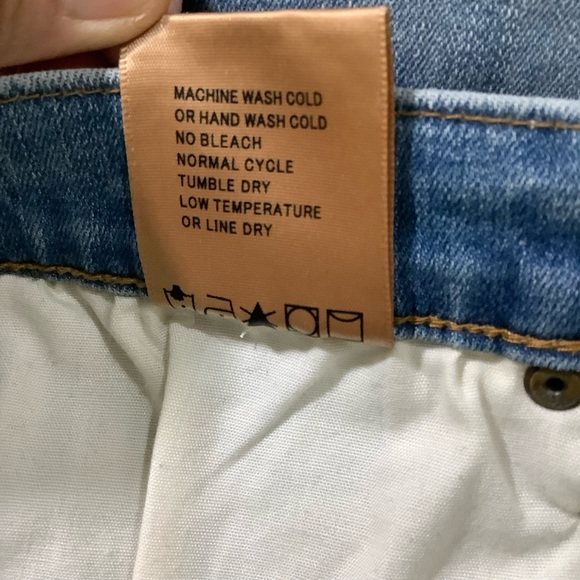 MACHINE WASH COLD
OR HAND WASH COLD
NO BLEACH
NORMAL CYCLE
TUMBLE DRY
LOW TEMPERATURE
OR LINE DRY